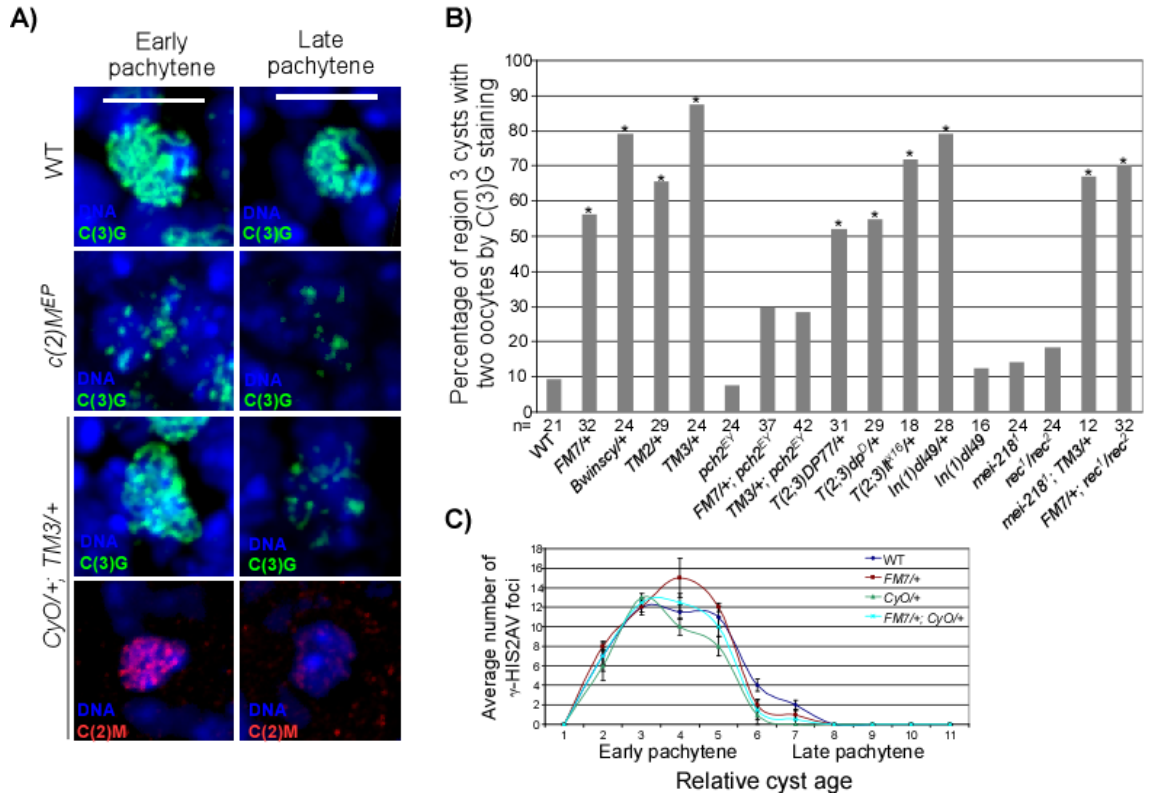 A)
Early pachytene
Late pachytene
WT
DNA
C(3)G
DNA
C(3)G
c(2)M^EP
DNA
C(3)G
DNA
C(3)G
CyO/+; TM3/+
DNA
C(3)G
DNA
C(3)G
DNA
C(2)M
DNA
C(2)M
B)
Percentage of region 3 cysts with
two oocytes by C(3)G staining
100
90
80
70
60
50
40
30
20
10
0
* * * * * * * * * *
n= 21 32 24 29 24 24 37 42 31 29 18 28 16 24 24 12 32
WT
FM7/+
Bwinscy/+
TM2/+
TM3/+
pch2^EY
FM7/+; pch2^EY
TM3/+; pch2^EY
T(2;3)DP77/+
T(2;3)dp^D/+
T(2;3)lt^x16/+
In(1)dl49/+
In(1)dl49
mei-218^1
rec^1/rec^2
mei-218^1; TM3/+
FM7/+; rec^1/rec^2
C)
Average number of
γ-HIS2AV foci
18
16
14
12
10
8
6
4
2
0
WT
FM7/+
CyO/+
FM7/+; CyO/+
1 2 3 4 5 6 7 8 9 10 11
Early pachytene Late pachytene
Relative cyst age